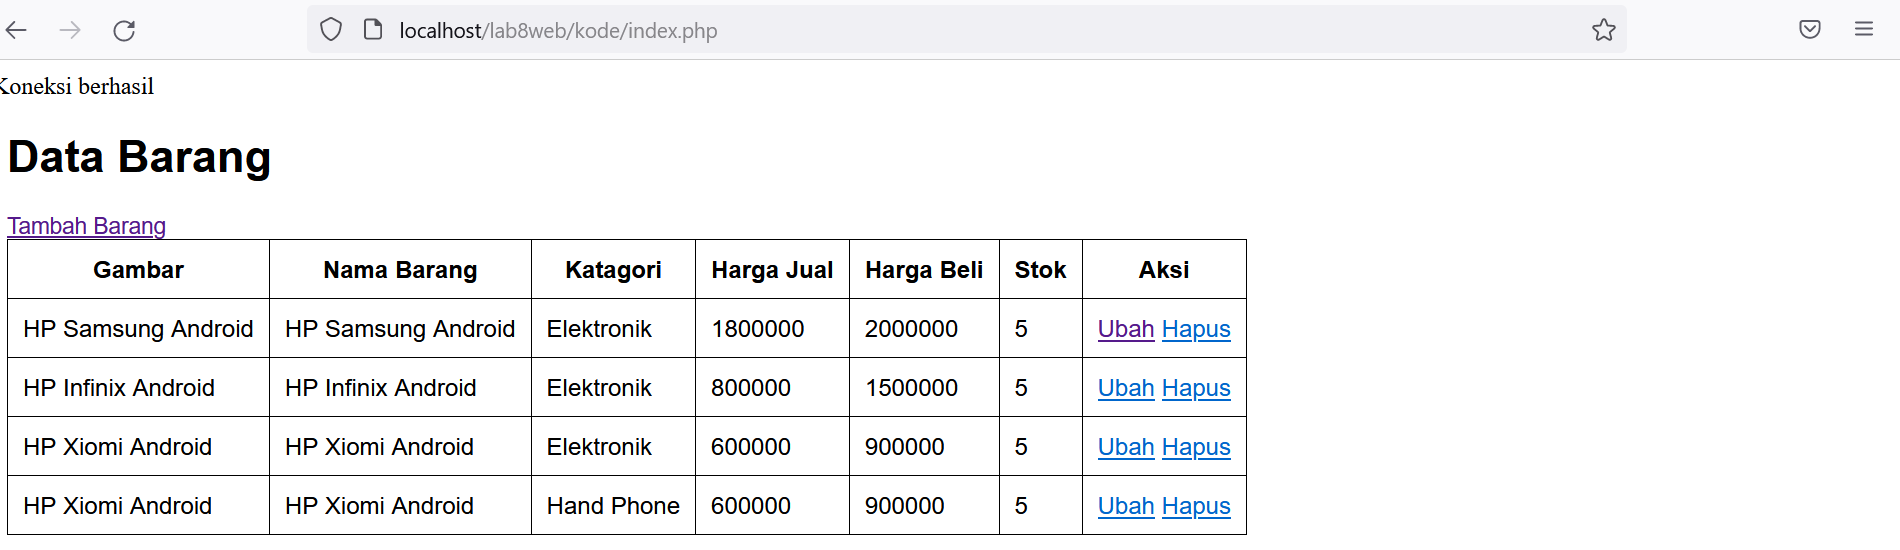 localhost/lab8web/kode/index.php
Koneksi berhasil
Data Barang
Tambah Barang
Gambar Nama Barang Katagori Harga Jual Harga Beli Stok Aksi
HP Samsung Android HP Samsung Android Elektronik 1800000 2000000 5 Ubah Hapus
HP Infinix Android HP Infinix Android Elektronik 800000 1500000 5 Ubah Hapus
HP Xiomi Android HP Xiomi Android Elektronik 600000 900000 5 Ubah Hapus
HP Xiomi Android HP Xiomi Android Hand Phone 600000 900000 5 Ubah Hapus